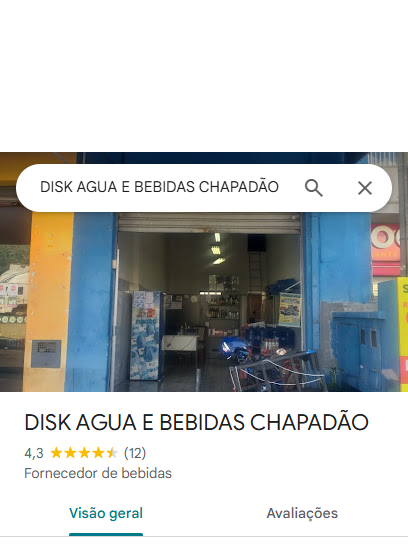 DISK AGUA E BEBIDAS CHAPADÃO
DISK AGUA E BEBIDAS CHAPADÃO
4,3 (12)
Fornecedor de bebidas
Visão geral
Avaliações